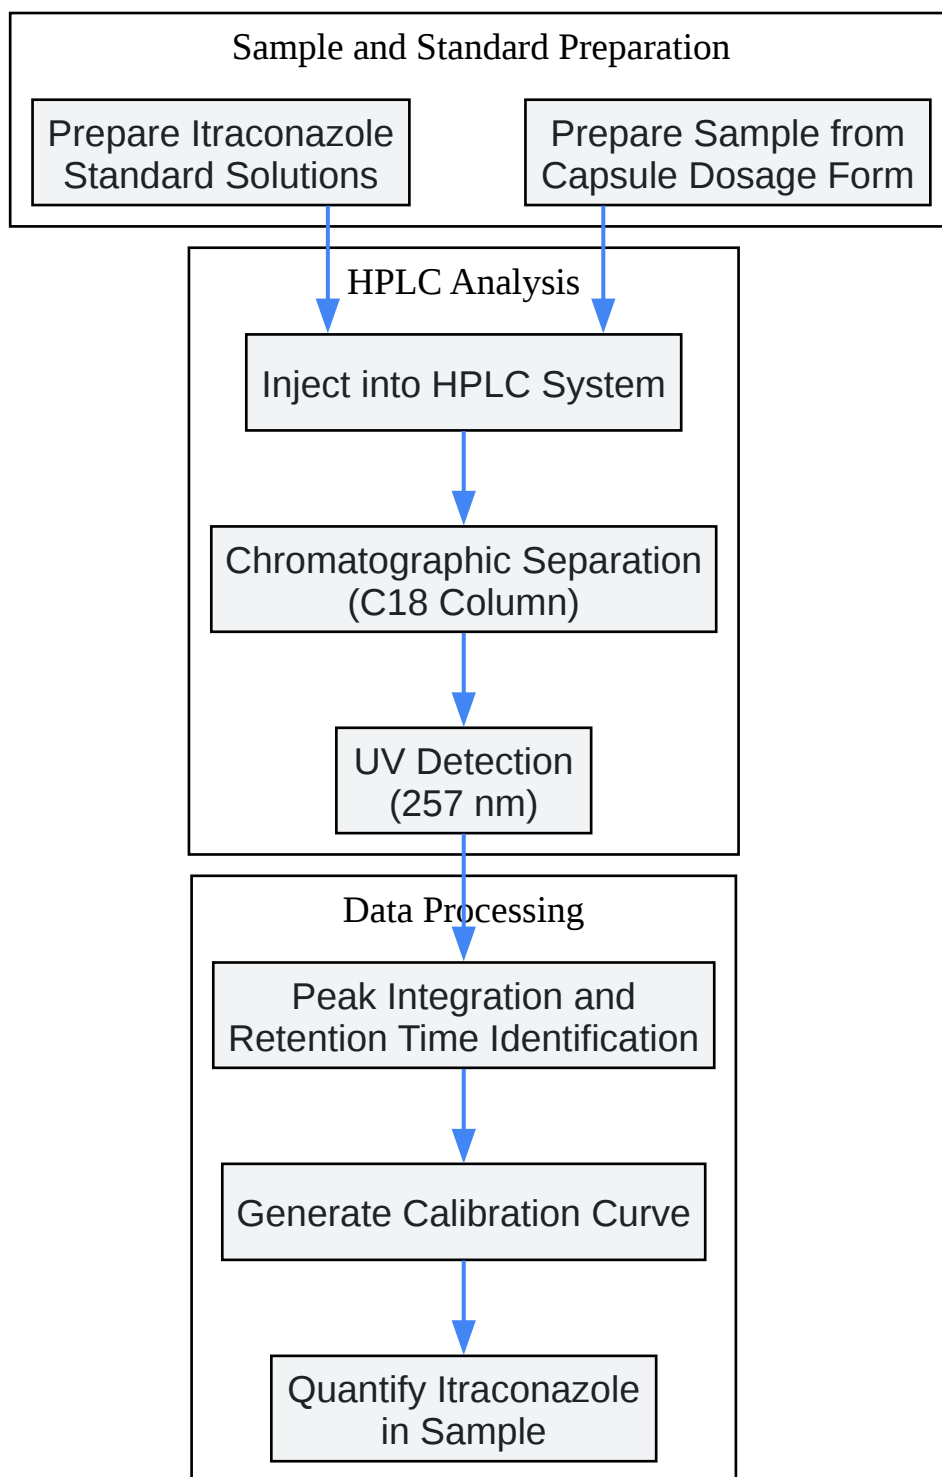 Sample and Standard Preparation
Prepare Itraconazole
Standard Solutions
Prepare Sample from
Capsule Dosage Form
HPLC Analysis
Inject into HPLC System
Chromatographic Separation
(C18 Column)
UV Detection
(257 nm)
Data Processing
Peak Integration and
Retention Time Identification
Generate Calibration Curve
Quantify Itraconazole
in Sample